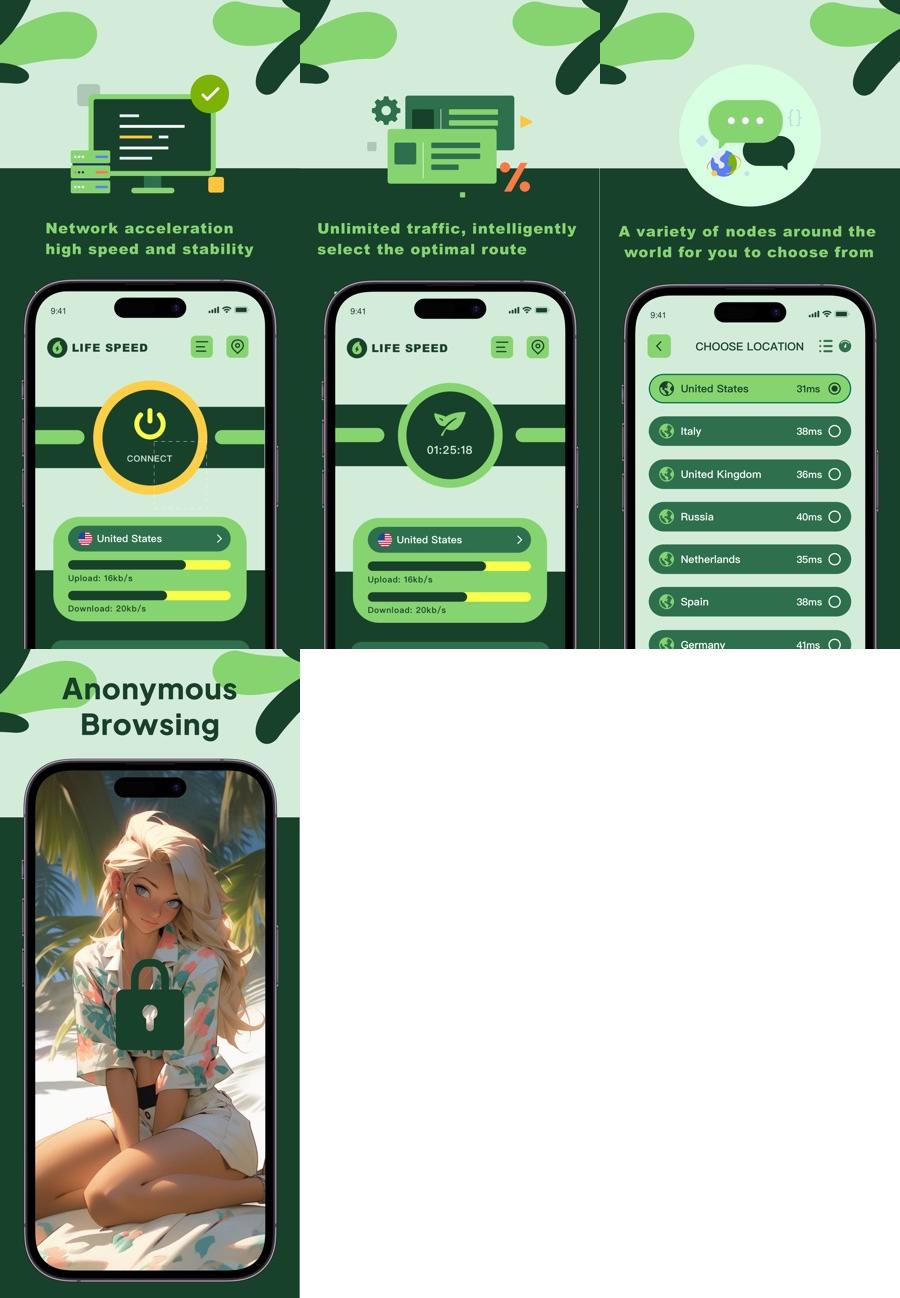 Network acceleration
high speed and stability
9:41
LIFE SPEED
CONNECT
United States
Upload: 16kb/s
Download: 20kb/s
Unlimited traffic, intelligently
select the optimal route
9:41
LIFE SPEED
01:25:18
United States
Upload: 16kb/s
Download: 20kb/s
{}
A variety of nodes around the
world for you to choose from
9:41
CHOOSE LOCATION
United States 31ms
Italy 38ms
United Kingdom 36ms
Russia 40ms
Netherlands 35ms
Spain 38ms
Germany 41ms
Anonymous
Browsing